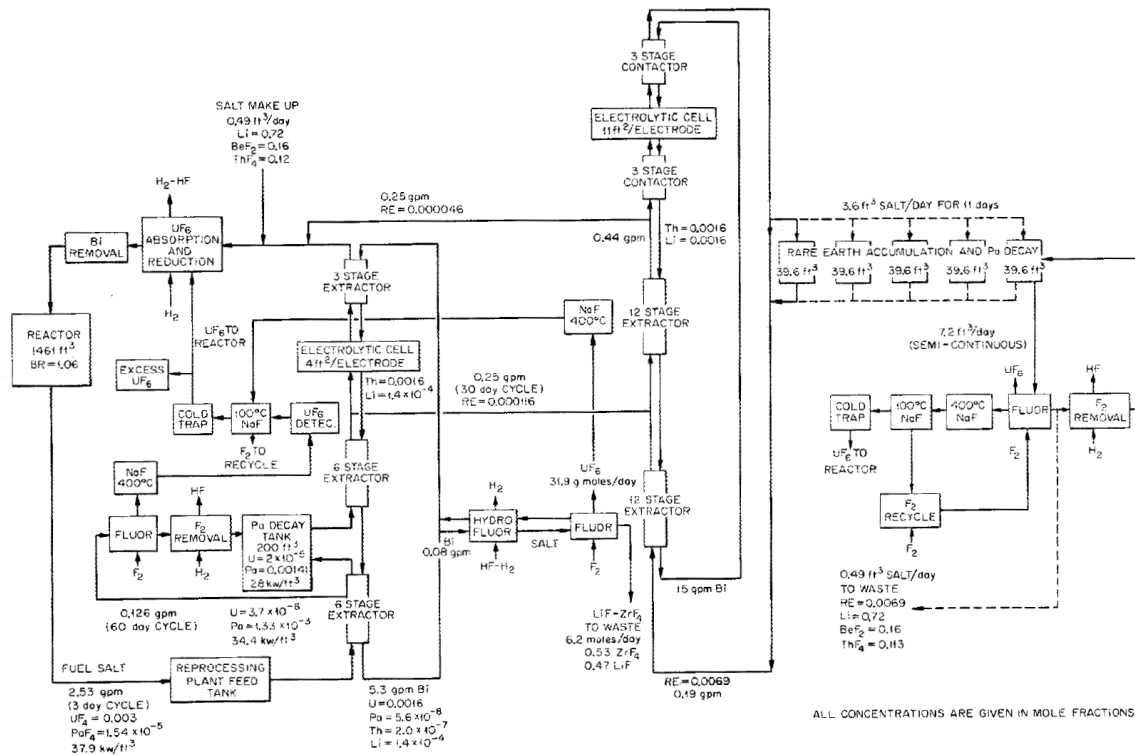 3 STAGE
CONTACTOR
ELECTROLYTIC CELL
11 ft²/ELECTRODE
3 STAGE
CONTACTOR
SALT MAKE UP
0.49 ft³/day
Li = 0.72
BeF₂ = 0.16
ThF₄ = 0.12
H₂-HF
UF₆
ABSORPTION
AND
REDUCTION
Bi
REMOVAL
H₂
0.25 gpm
RE = 0.000046
0.44 gpm
Th = 0.0016
Li = 0.0016
3.6 ft³ SALT/DAY FOR 11 DAYS
RARE EARTH ACCUMULATION AND Pa DECAY
39.6 ft³
39.6 ft³
39.6 ft³
39.6 ft³
39.6 ft³
3 STAGE
EXTRACTOR
NaF
400°C
12 STAGE
EXTRACTOR
REACTOR
1461 ft³
BR = 1.06
UF₆ TO
REACTOR
EXCESS
UF₆
ELECTROLYTIC CELL
4 ft²/ELECTRODE
Th = 0.0016
Li = 1.4 × 10⁻⁴
0.25 gpm
(30 day CYCLE)
RE = 0.000116
COLD
TRAP
100°C
NaF
UF₆
DETEC.
F₂ TO
RECYCLE
7.2 ft³/day
(SEMI-CONTINUOUS)
UF₆
HF
COLD
TRAP
100°C
NaF
400°C
NaF
FLUOR
F₂
REMOVAL
UF₆ TO
REACTOR
F₂
H₂
F₂
RECYCLE
F₂
NaF
400°C
HF
6 STAGE
EXTRACTOR
FLUOR
F₂
REMOVAL
F₂
H₂
Pa DECAY
TANK
200 ft³
U = 2 × 10⁻⁵
Pa = 0.00141
28 kw/ft³
UF₆
31.9 g moles/day
12 STAGE
EXTRACTOR
H₂
HYDRO
FLUOR
HF-H₂
SALT
FLUOR
F₂
Bi
0.08 gpm
15 gpm Bi
0.126 gpm
(60 day CYCLE)
U = 3.7 × 10⁻⁶
Pa = 1.33 × 10⁻³
34.4 kw/ft³
6 STAGE
EXTRACTOR
LiF-ZrF₄
TO WASTE
6.2 moles/day
0.53 ZrF₄
0.47 LiF
0.49 ft³ SALT/day
TO WASTE
RE = 0.0069
Li = 0.72
BeF₂ = 0.16
ThF₄ = 0.113
FUEL SALT
2.53 gpm
(3 day CYCLE)
UF₄ = 0.003
PaF₄ = 1.54 × 10⁻⁵
37.9 kw/ft³
REPROCESSING
PLANT FEED
TANK
5.3 gpm Bi
U = 0.0016
Pa = 5.6 × 10⁻⁸
Th = 2.0 × 10⁻⁷
Li = 1.4 × 10⁻⁴
RE = 0.0069
0.19 gpm
ALL CONCENTRATIONS ARE GIVEN IN MOLE FRACTIONS